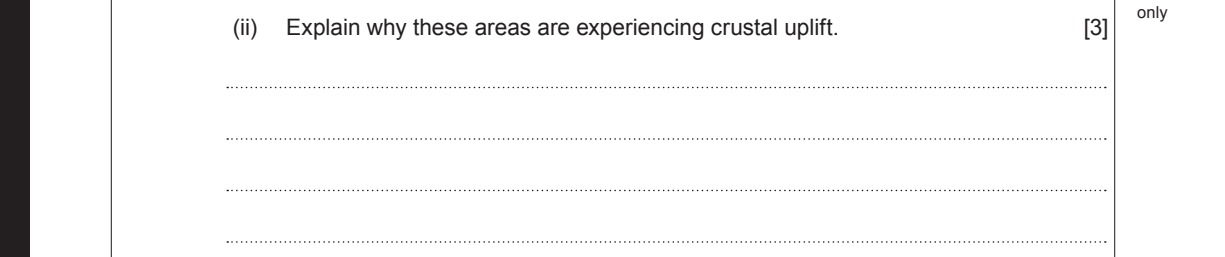 (ii) Explain why these areas are experiencing crustal uplift. [3]
only